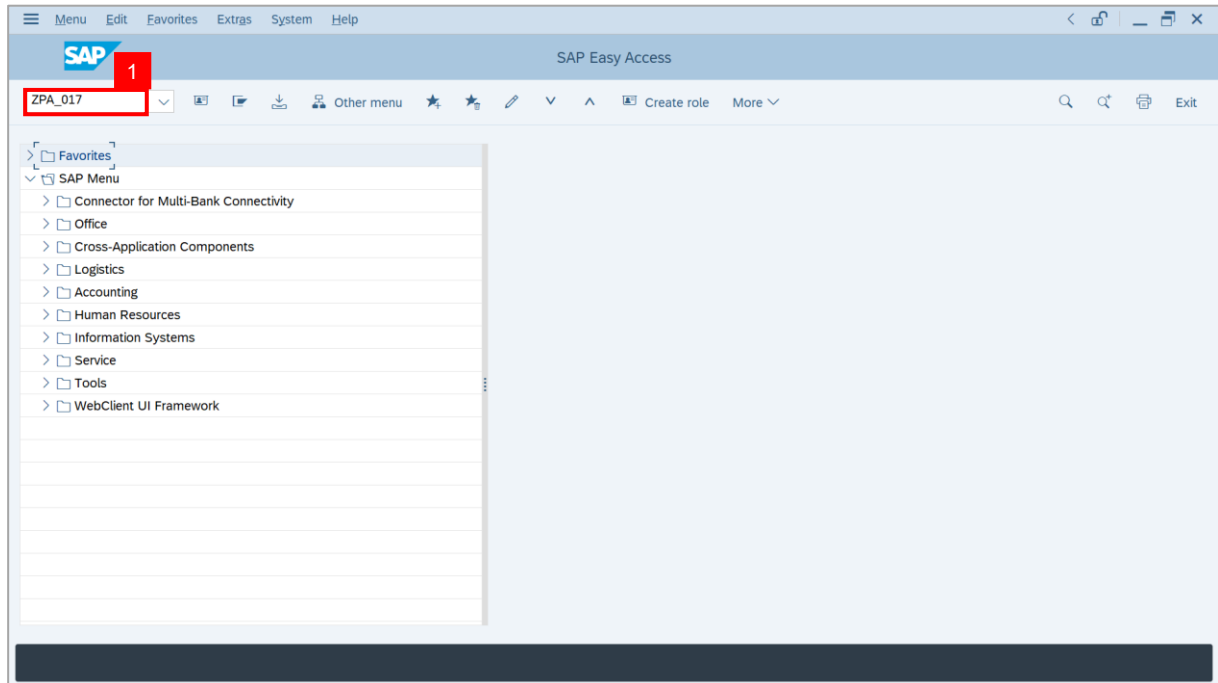 Menu Edit Favorites Extras System Help
SAP
SAP Easy Access
1
ZPA_017 Other menu Create role More Exit
Favorites
SAP Menu
Connector for Multi-Bank Connectivity
Office
Cross-Application Components
Logistics
Accounting
Human Resources
Information Systems
Service
Tools
WebClient UI Framework